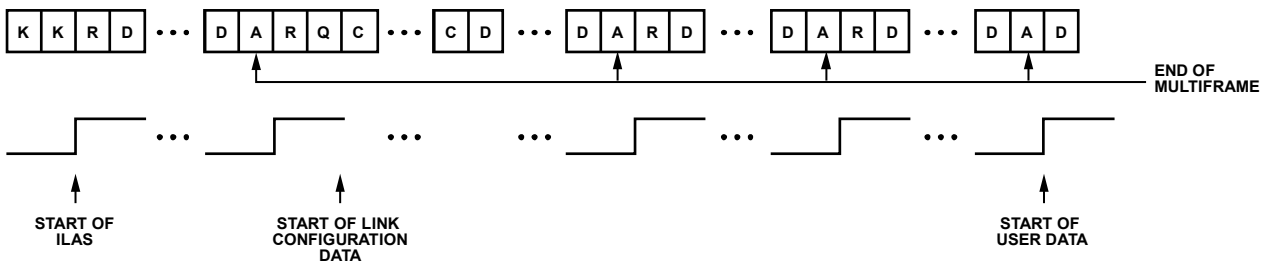 K K R D ••• D A R Q C ••• C D ••• D A R D ••• D A R D ••• D A D
END OF
MULTIFRAME
••• ••• ••• ••• •••
START OF
ILAS
START OF LINK
CONFIGURATION
DATA
START OF
USER DATA